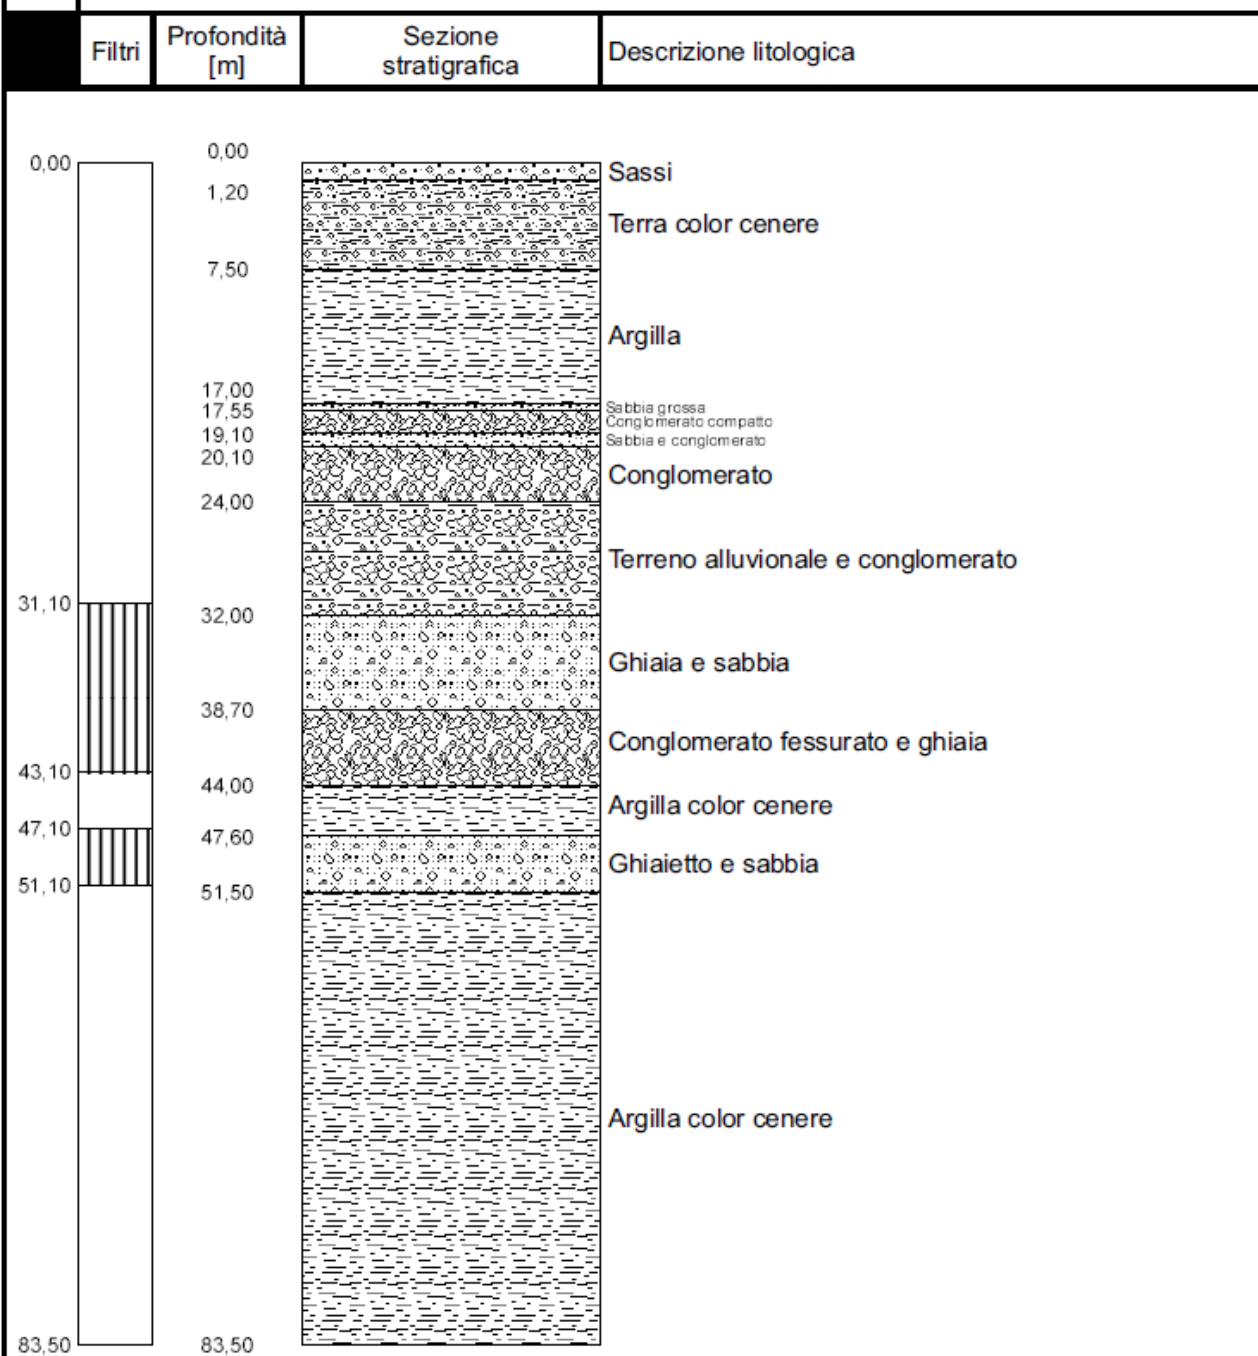 Filtri
Profondità
[m]
Sezione
stratigrafica
Descrizione litologica
0,00
0,00
Sassi
1,20
Terra color cenere
7,50
Argilla
17,00
Sabbia grossa
17,55
Conglomerato compatto
19,10
Sabbia e conglomerato
20,10
Conglomerato
24,00
Terreno alluvionale e conglomerato
31,10
32,00
Ghiaia e sabbia
38,70
Conglomerato fessurato e ghiaia
43,10
44,00
Argilla color cenere
47,10
47,60
Ghiaietto e sabbia
51,10
51,50
Argilla color cenere
83,50
83,50